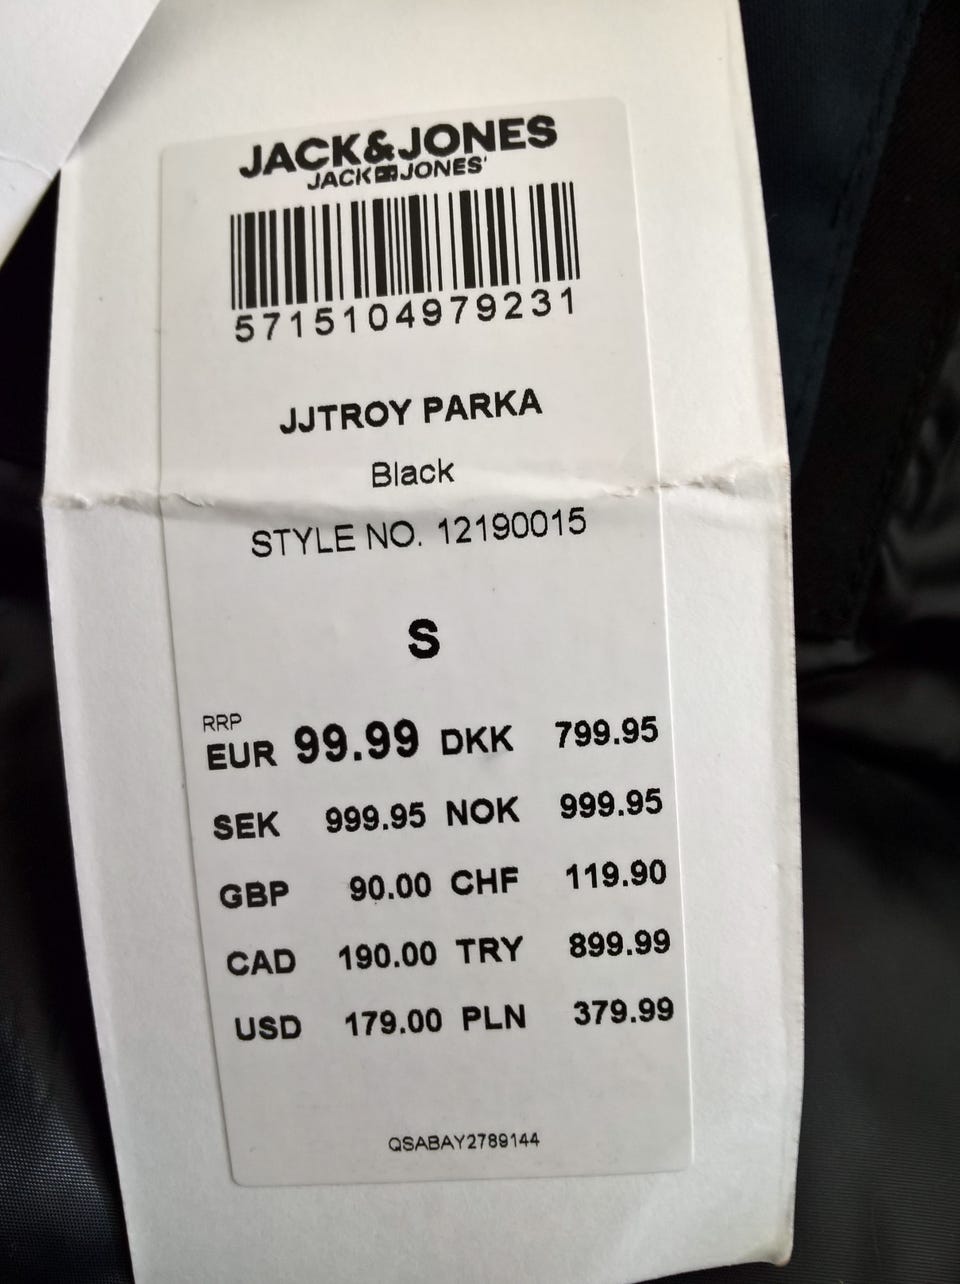 JACK&JONES
JACK&JONES'
5715104979231
JJTROY PARKA
Black
STYLE NO. 12190015
S
RRP
EUR 99.99 DKK 799.95
SEK 999.95 NOK 999.95
GBP 90.00 CHF 119.90
CAD 190.00 TRY 899.99
USD 179.00 PLN 379.99
QSABAY2789144